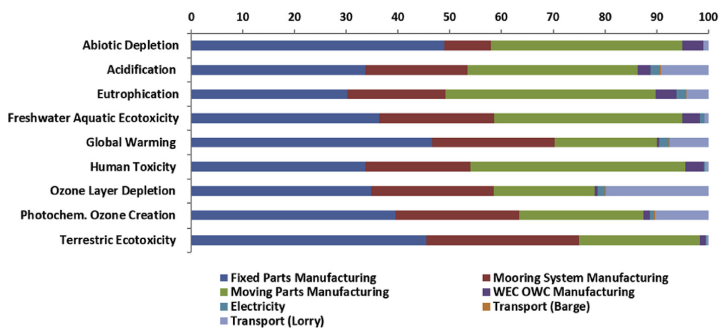 0 10 20 30 40 50 60 70 80 90 100
Abiotic Depletion
Acidification
Eutrophication
Freshwater Aquatic Ecotoxicity
Global Warming
Human Toxicity
Ozone Layer Depletion
Photochem. Ozone Creation
Terrestric Ecotoxicity
Fixed Parts Manufacturing Mooring System Manufacturing
Moving Parts Manufacturing WEC OWC Manufacturing
Electricity Transport (Barge)
Transport (Lorry)